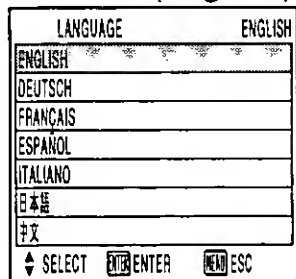 LANGUAGE ENGLISH
ENGLISH
DEUTSCH
FRANÇAIS
ESPAÑOL
ITALIANO
日本語
中文
SELECT ENTER ENTER MENU ESC